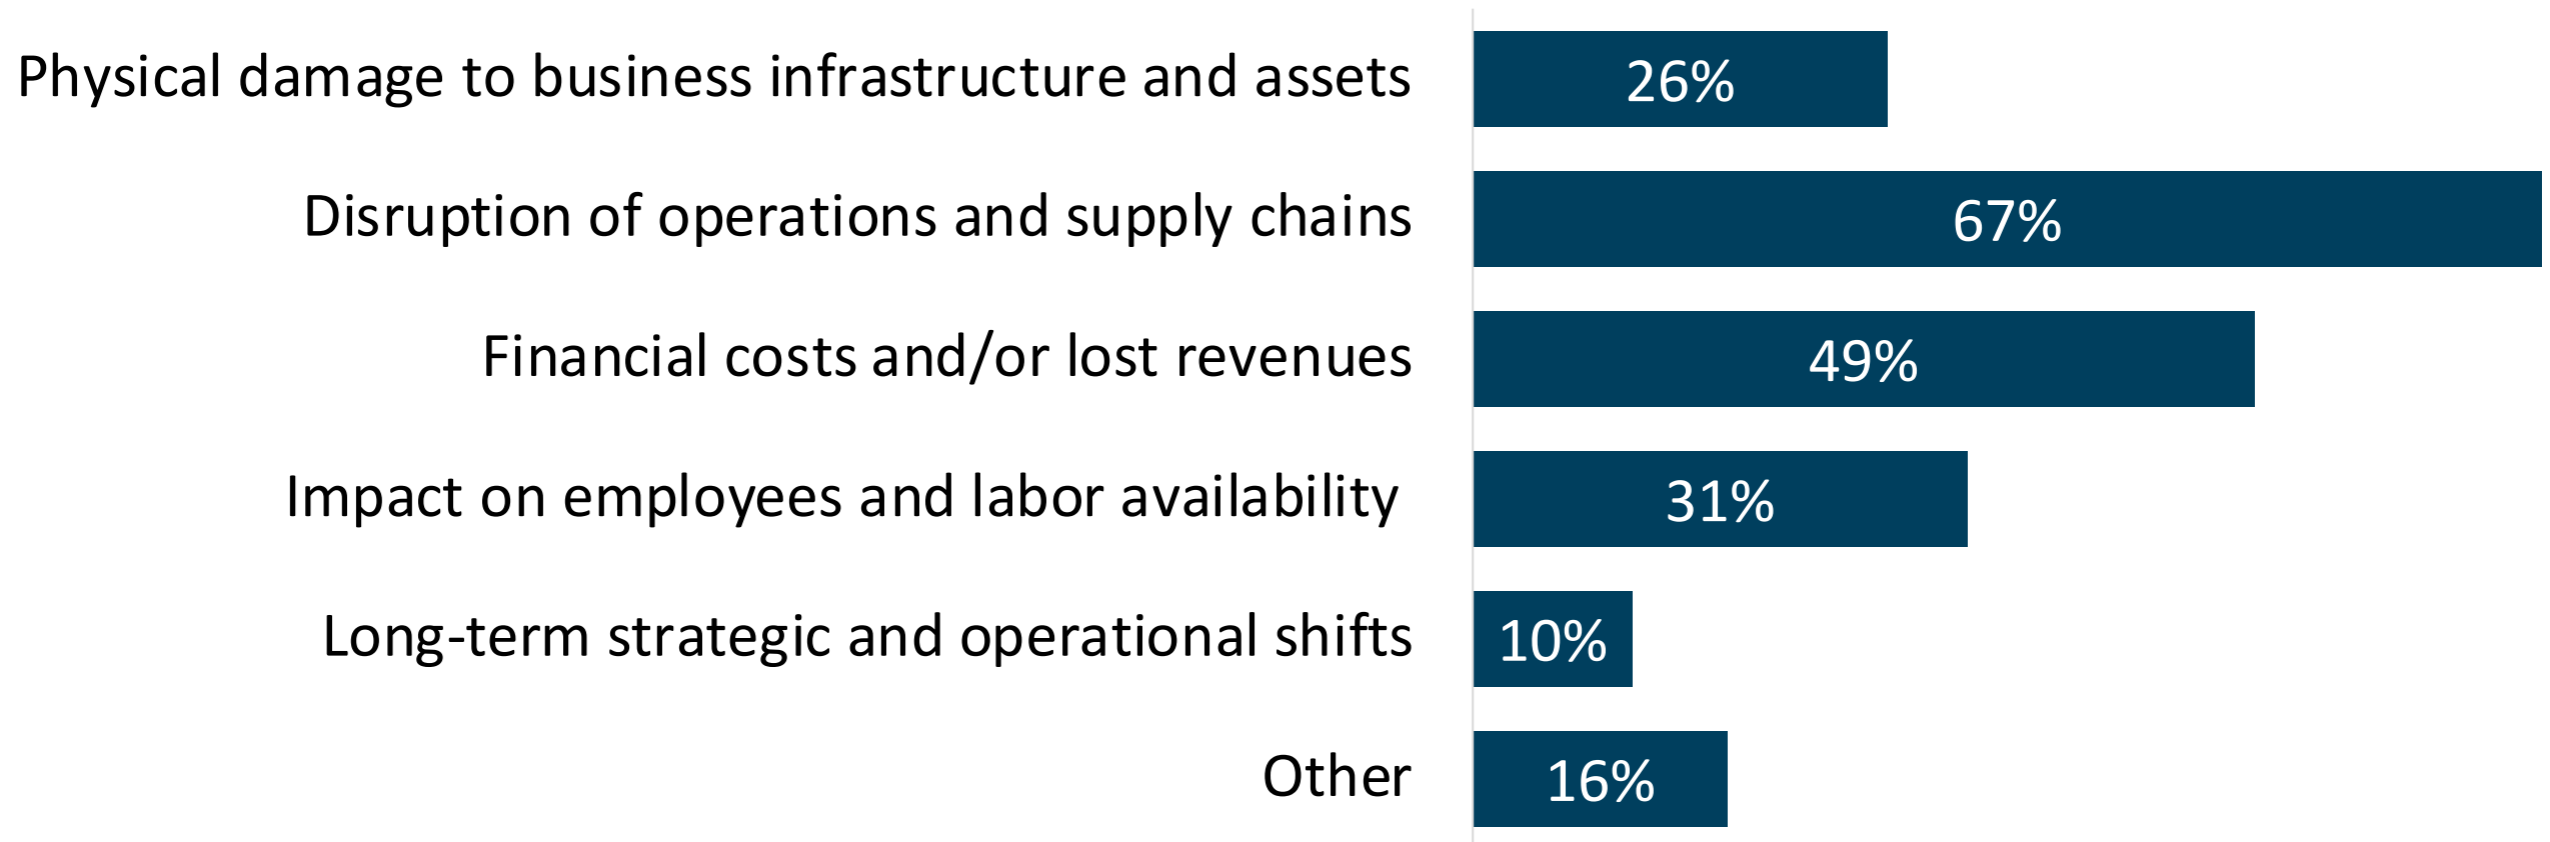 Physical damage to business infrastructure and assets 26%
Disruption of operations and supply chains 67%
Financial costs and/or lost revenues 49%
Impact on employees and labor availability 31%
Long-term strategic and operational shifts 10%
Other 16%